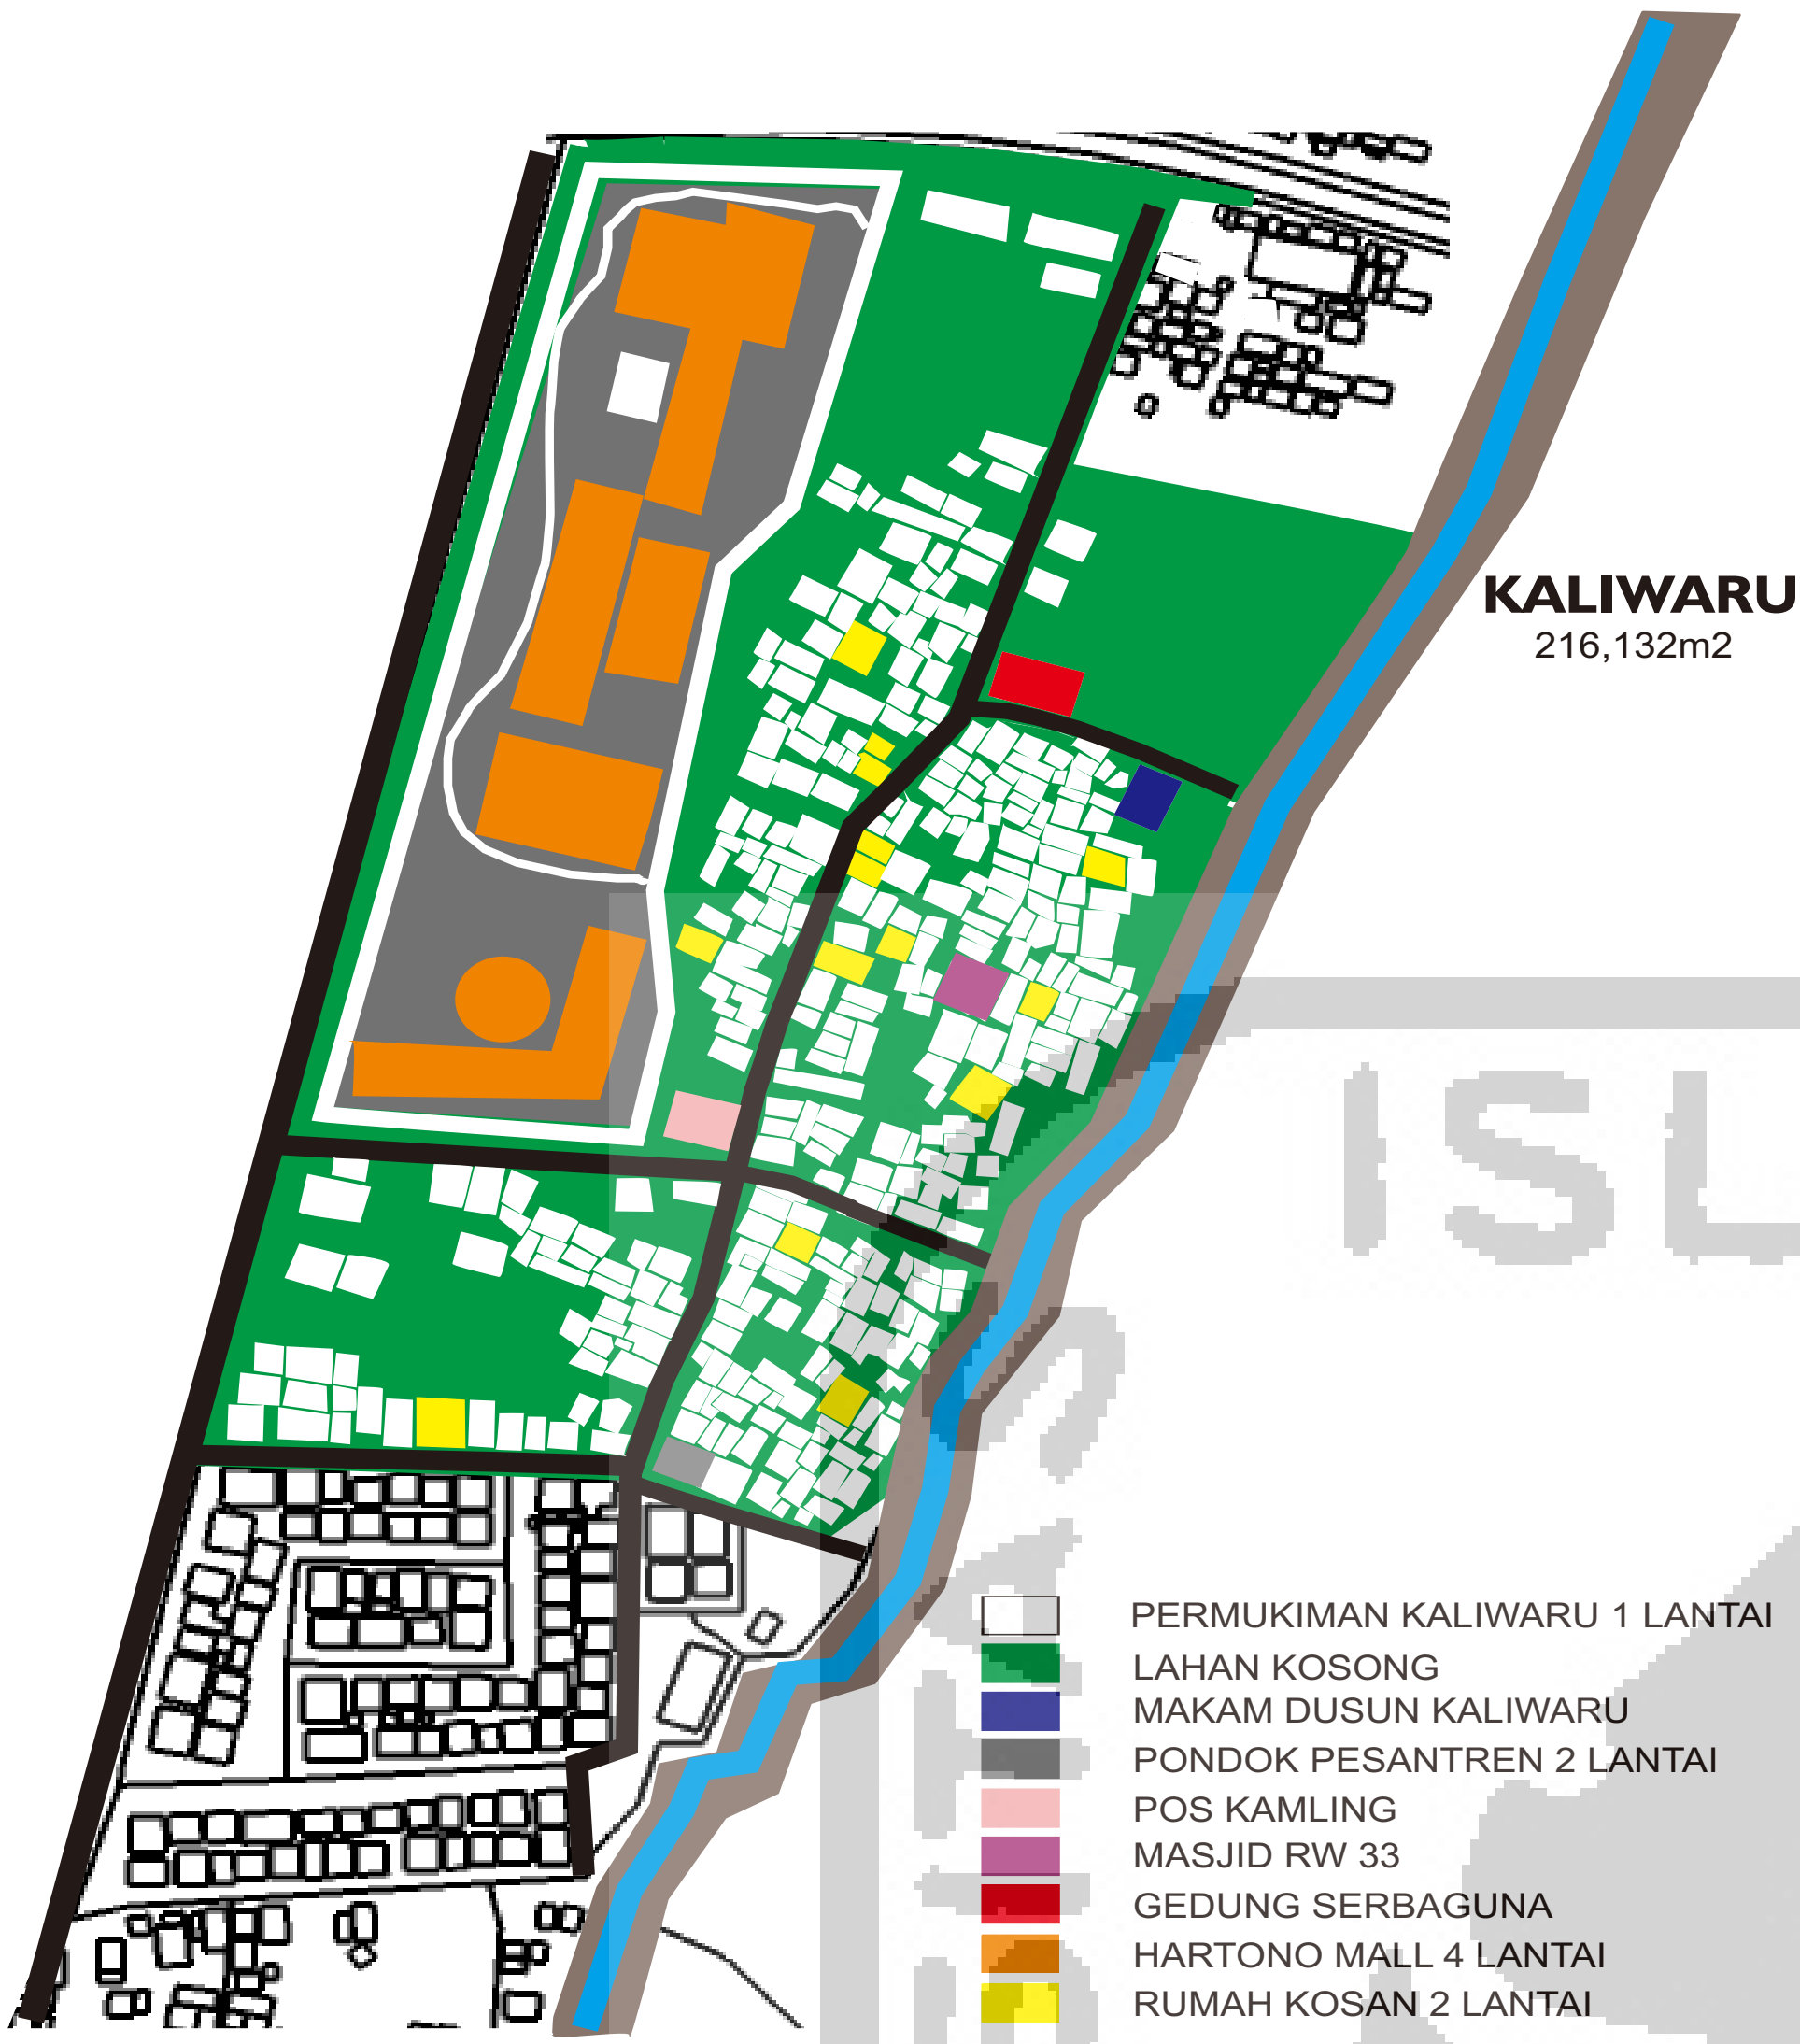 KALIWARU
216,132m2
ISL
PERMUKIMAN KALIWARU 1 LANTAI
LAHAN KOSONG
MAKAM DUSUN KALIWARU
PONDOK PESANTREN 2 LANTAI
POS KAMLING
MASJID RW 33
GEDUNG SERBAGUNA
HARTONO MALL 4 LANTAI
RUMAH KOSAN 2 LANTAI